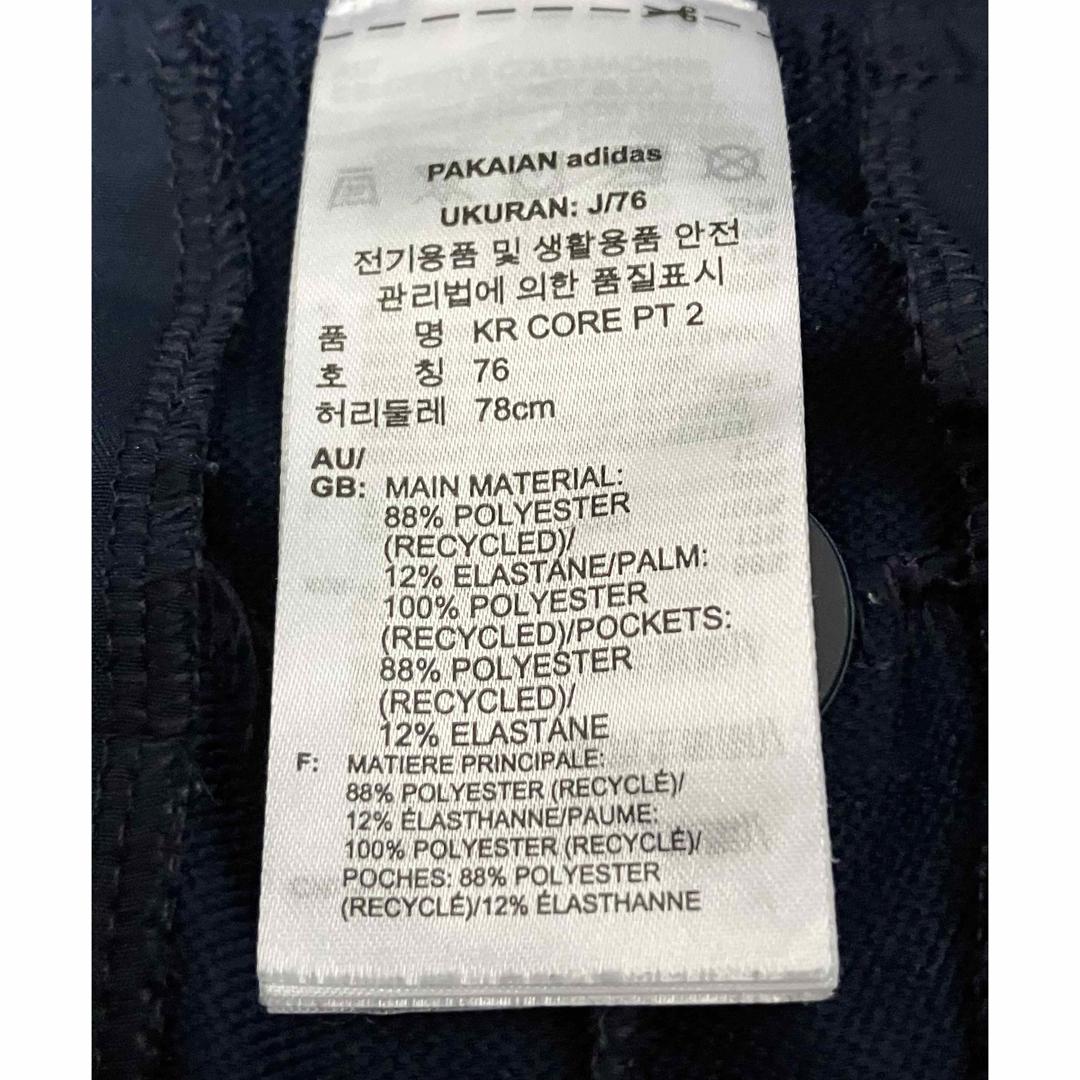 PAKAIAN adidas
UKURAN: J/76
전기용품 및 생활용품 안전
관리법에 의한 품질표시
품 명 KR CORE PT 2
호 칭 76
허리둘레 78cm
AU/
GB: MAIN MATERIAL:
88% POLYESTER
(RECYCLED)/
12% ELASTANE/PALM:
100% POLYESTER
(RECYCLED)/POCKETS:
88% POLYESTER
(RECYCLED)/
12% ELASTANE
F: MATIERE PRINCIPALE:
88% POLYESTER (RECYCLÉ)/
12% ÉLASTHANNE/PAUME:
100% POLYESTER (RECYCLÉ)/
POCHES: 88% POLYESTER
(RECYCLÉ)/12% ÉLASTHANNE